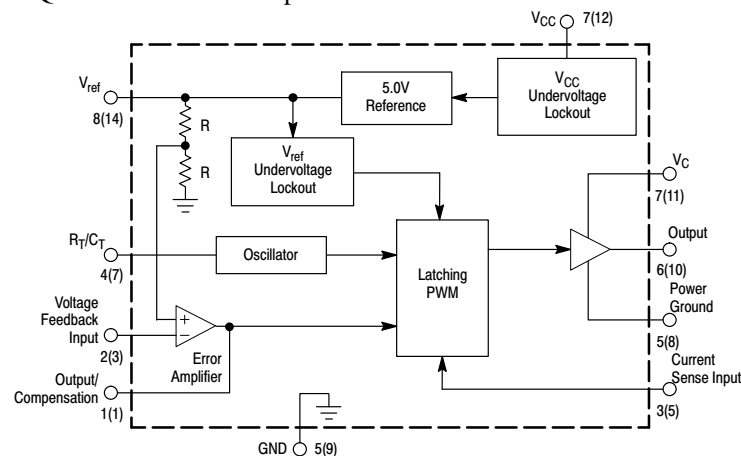 VCC 7(12)
Vref
8(14)
5.0V
Reference
VCC
Undervoltage
Lockout
R
R
Vref
Undervoltage
Lockout
VC
7(11)
RT/CT
4(7)
Oscillator
Latching
PWM
Output
6(10)
Voltage
Feedback
Input
2(3)
+
−
Error
Amplifier
Power
Ground
5(8)
Output/
Compensation
1(1)
Current
Sense Input
3(5)
GND 5(9)